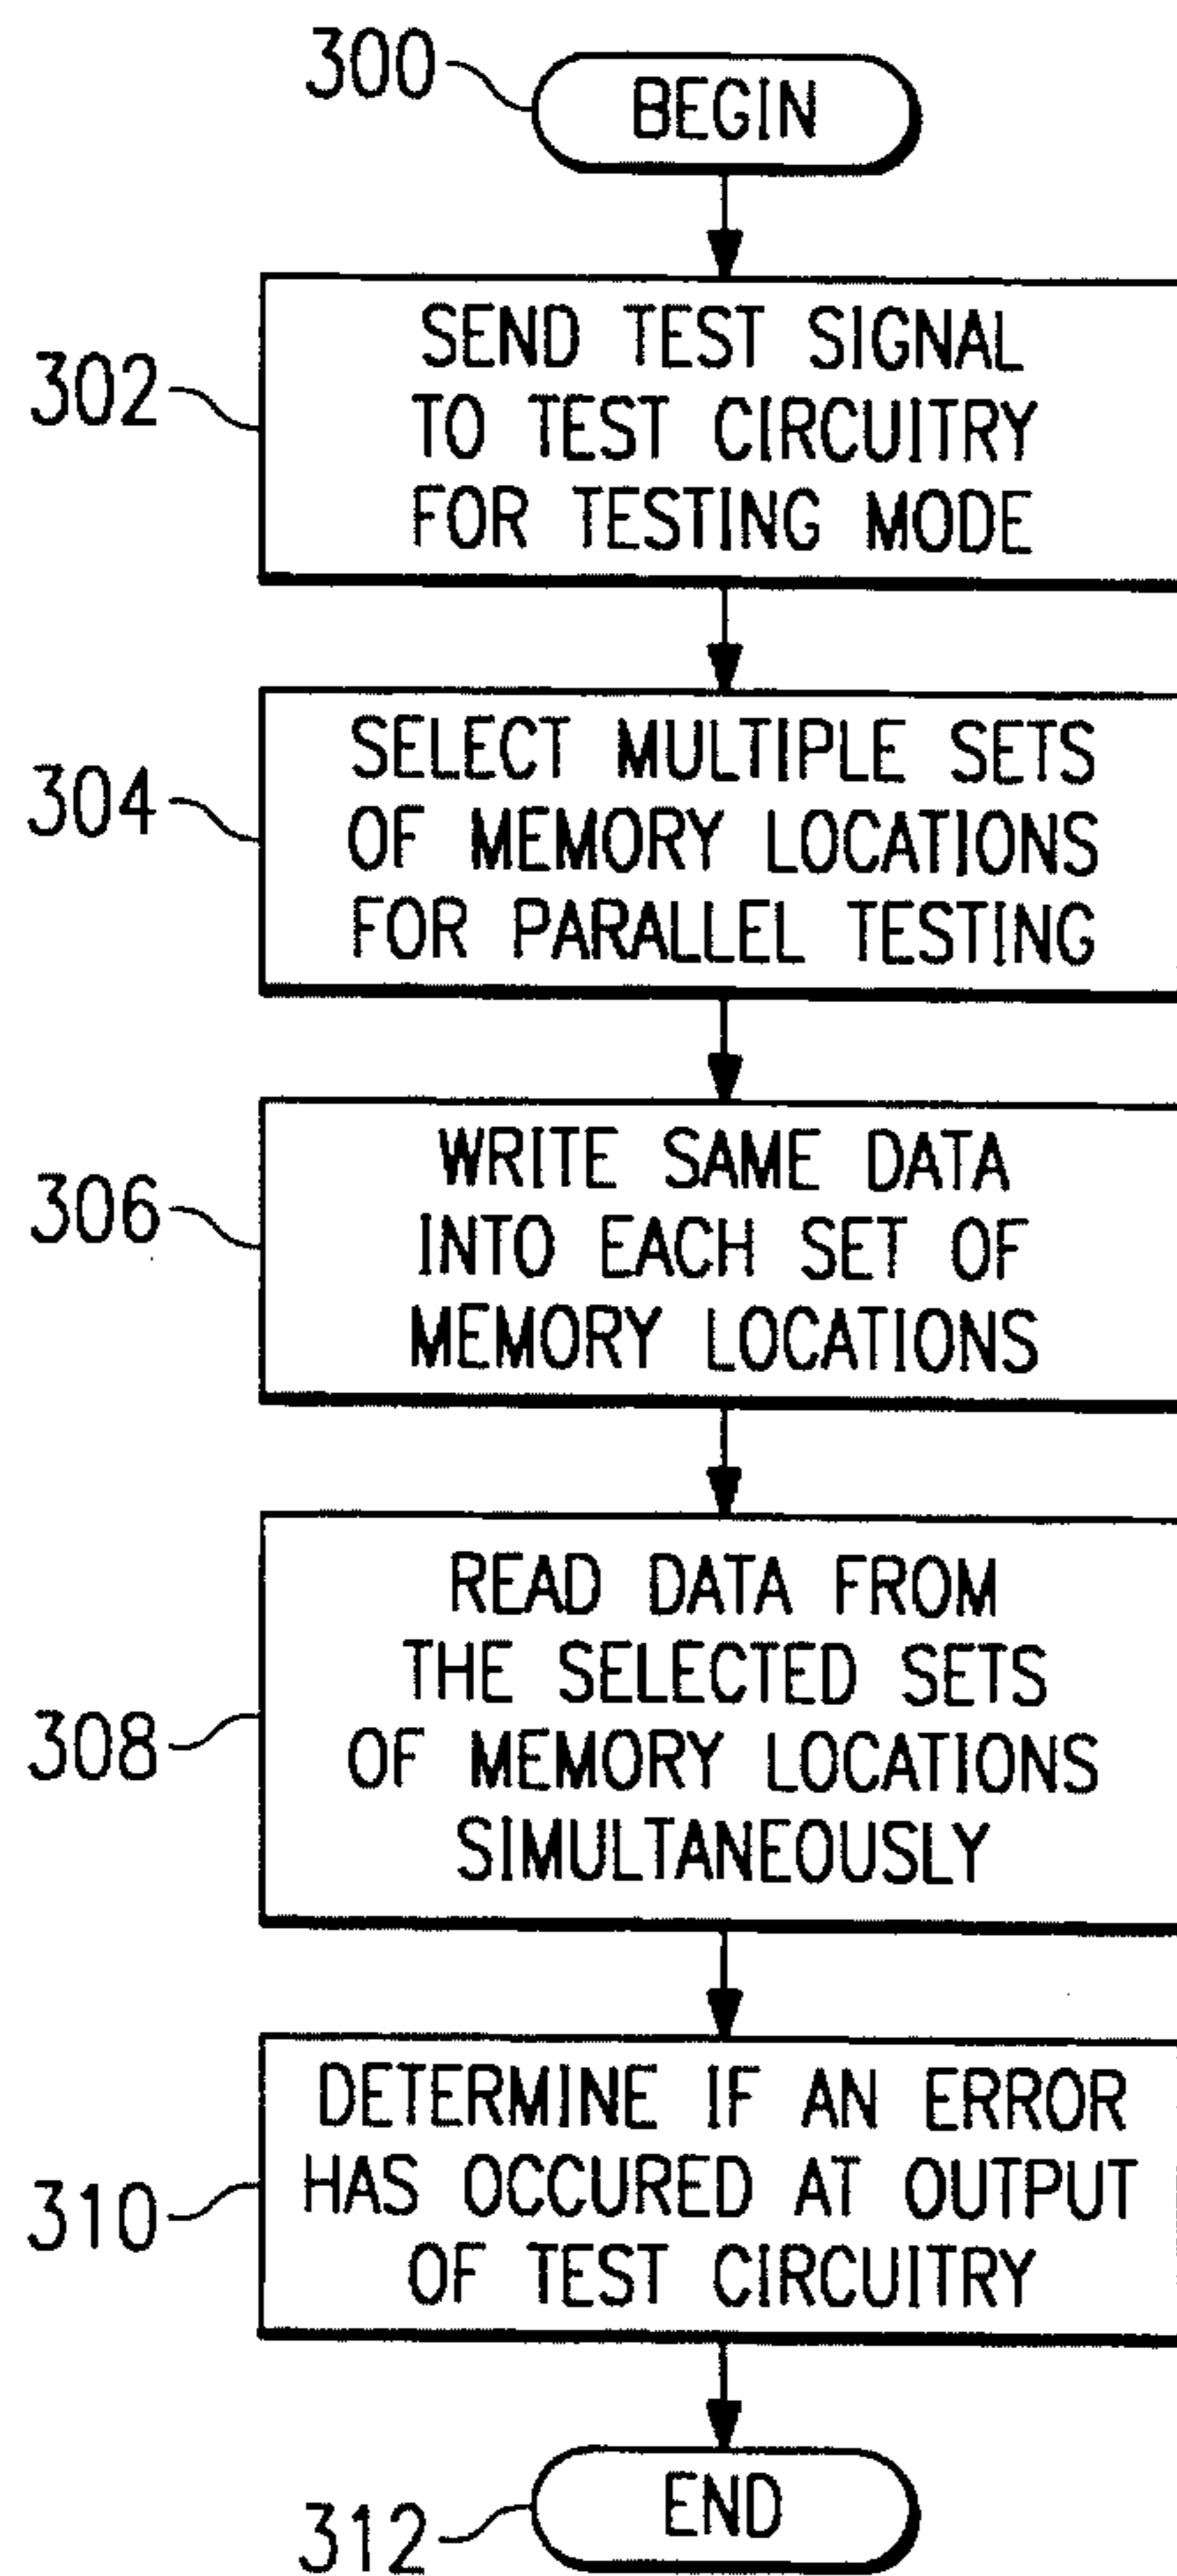 300
BEGIN
302
SEND TEST SIGNAL
TO TEST CIRCUITRY
FOR TESTING MODE
304
SELECT MULTIPLE SETS
OF MEMORY LOCATIONS
FOR PARALLEL TESTING
306
WRITE SAME DATA
INTO EACH SET OF
MEMORY LOCATIONS
308
READ DATA FROM
THE SELECTED SETS
OF MEMORY LOCATIONS
SIMULTANEOUSLY
310
DETERMINE IF AN ERROR
HAS OCCURED AT OUTPUT
OF TEST CIRCUITRY
312
END